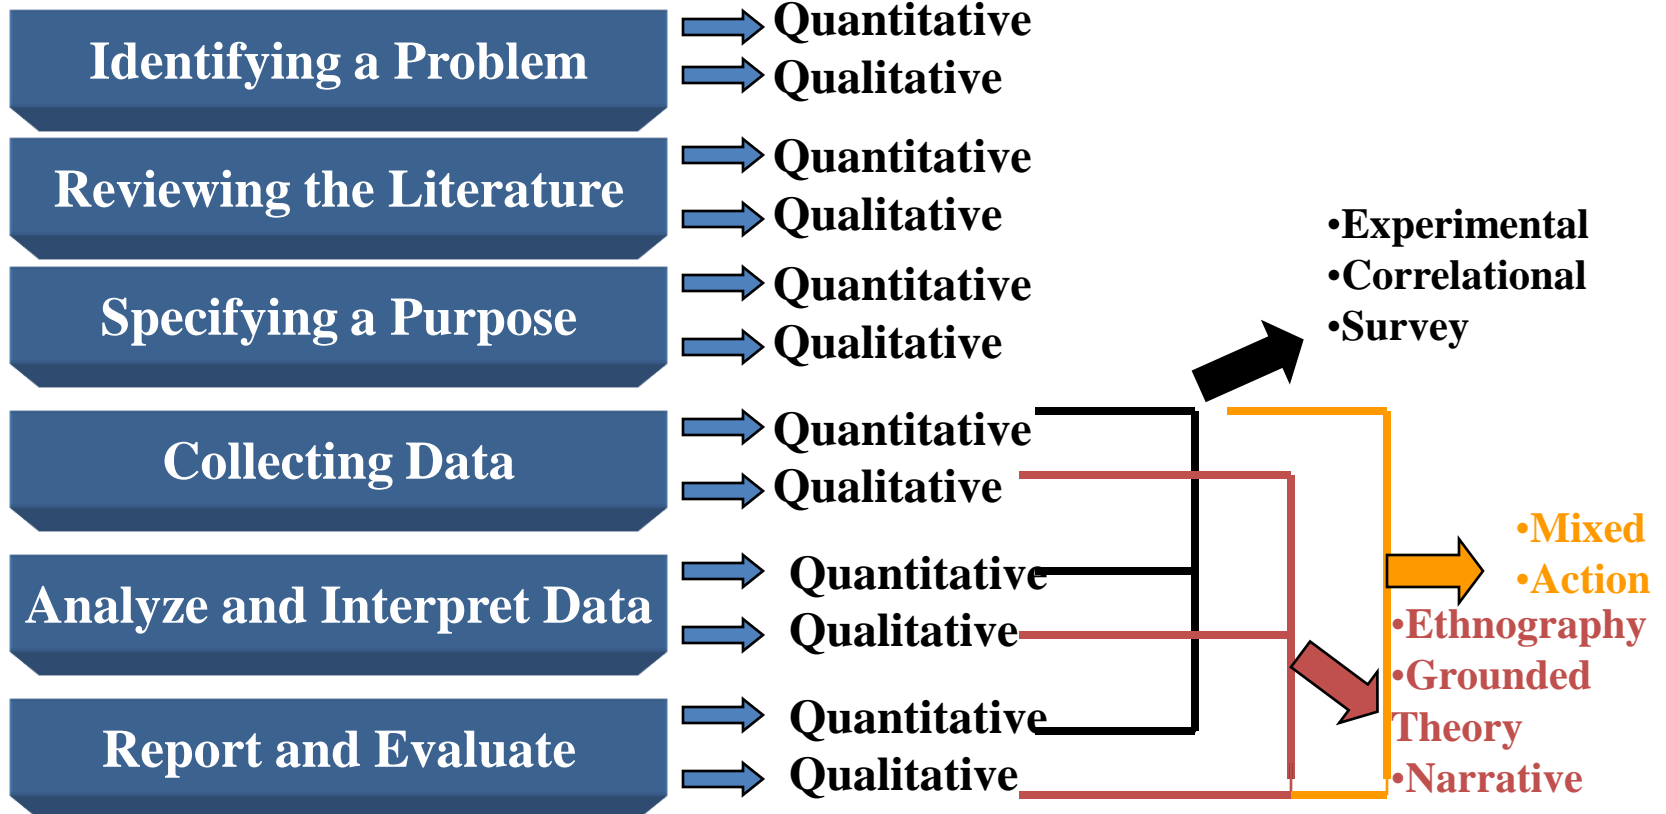 Identifying a Problem
Quantitative
Qualitative
Reviewing the Literature
Quantitative
Qualitative
Specifying a Purpose
Quantitative
Qualitative
•Experimental
•Correlational
•Survey
Collecting Data
Quantitative
Qualitative
Analyze and Interpret Data
Quantitative
Qualitative
•Mixed
•Action
•Ethnography
•Grounded
Theory
•Narrative
Report and Evaluate
Quantitative
Qualitative